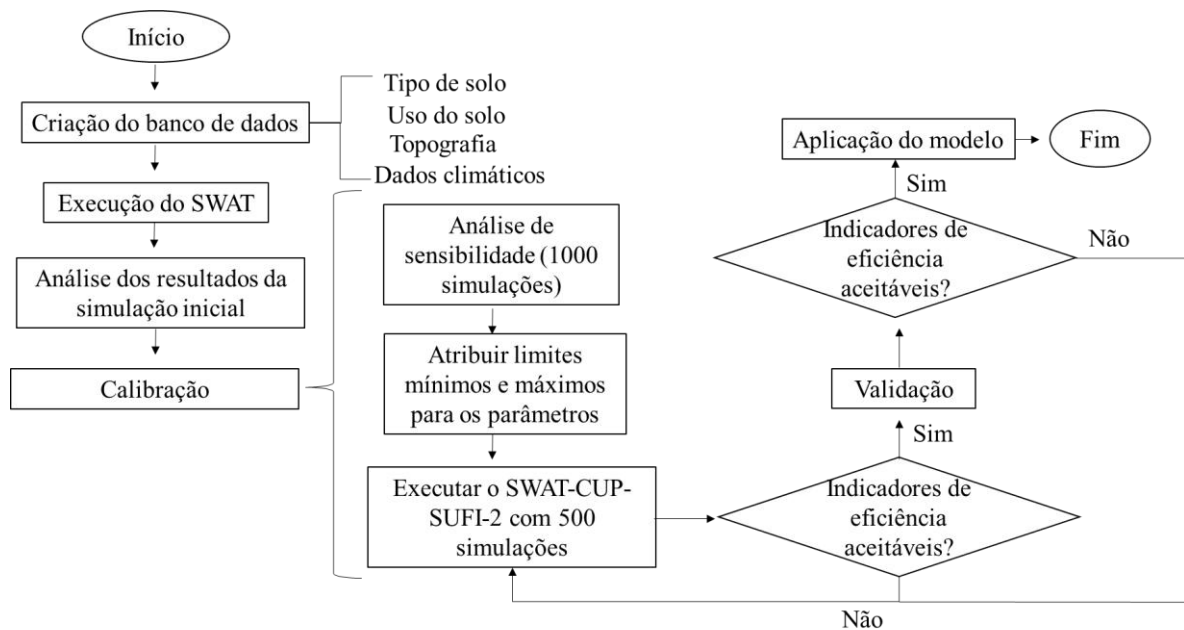 Início
Criação do banco de dados
Tipo de solo
Uso do solo
Topografia
Dados climáticos
Execução do SWAT
Análise dos resultados da
simulação inicial
Calibração
Análise de
sensibilidade (1000
simulações)
Atribuir limites
mínimos e máximos
para os parâmetros
Executar o SWAT-CUP-
SUFI-2 com 500
simulações
Indicadores de
eficiência
aceitáveis?
Não
Sim
Validação
Indicadores de
eficiência
aceitáveis?
Não
Sim
Aplicação do modelo
Fim